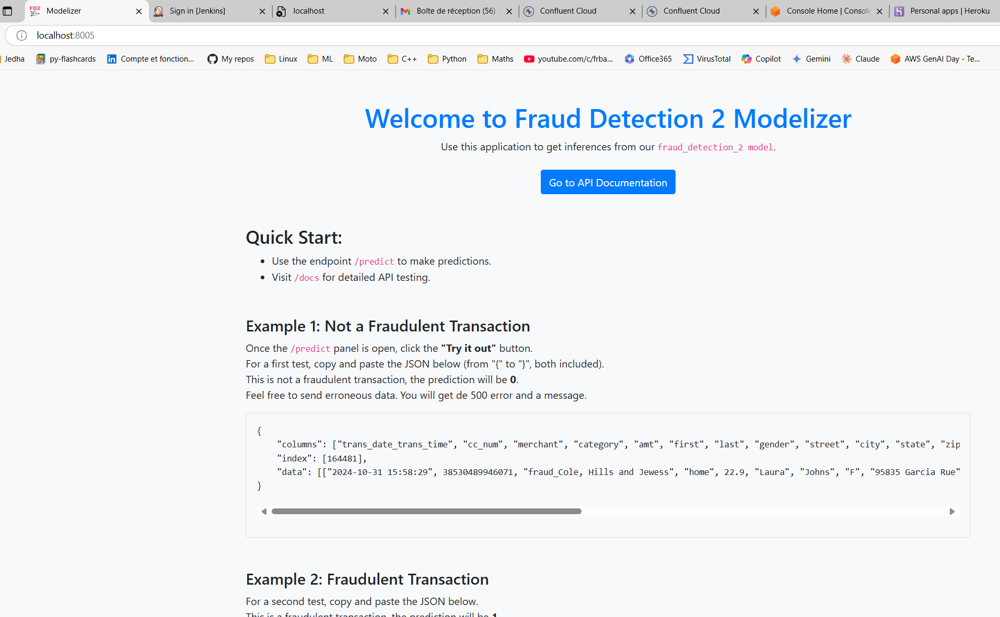 FD2 Modelizer
Sign in [Jenkins]
localhost
Boîte de réception (56) -
Confluent Cloud
Confluent Cloud
Console Home | Console
Personal apps | Heroku
localhost:8005
Jedha
py-flashcards
Compte et fonction...
My repos
Linux
ML
Moto
C++
Python
Maths
youtube.com/c/frba...
Office365
VirusTotal
Copilot
Gemini
Claude
AWS GenAI Day - Te...
Welcome to Fraud Detection 2 Modelizer
Use this application to get inferences from our fraud_detection_2 model.
Go to API Documentation
Quick Start:
• Use the endpoint /predict to make predictions.
• Visit /docs for detailed API testing.
Example 1: Not a Fraudulent Transaction
Once the /predict panel is open, click the "Try it out" button.
For a first test, copy and paste the JSON below (from "{" to "}", both included).
This is not a fraudulent transaction, the prediction will be 0.
Feel free to send erroneous data. You will get de 500 error and a message.
{
"columns": ["trans_date_trans_time", "cc_num", "merchant", "category", "amt", "first", "last", "gender", "street", "city", "state", "zip
"index": [164481],
"data": [["2024-10-31 15:58:29", 38530489946071, "fraud_Cole, Hills and Jewess", "home", 22.9, "Laura", "Johns", "F", "95835 Garcia Rue"
}
Example 2: Fraudulent Transaction
For a second test, copy and paste the JSON below.
This is a fraudulent transaction, the prediction will be 1